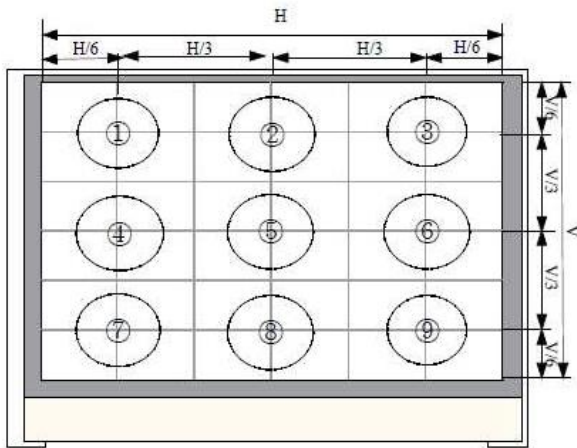 H
H/6 H/3 H/3 H/6
① ② ③
④ ⑤ ⑥
⑦ ⑧ ⑨
V/6
V/3
V
V/3
V/6